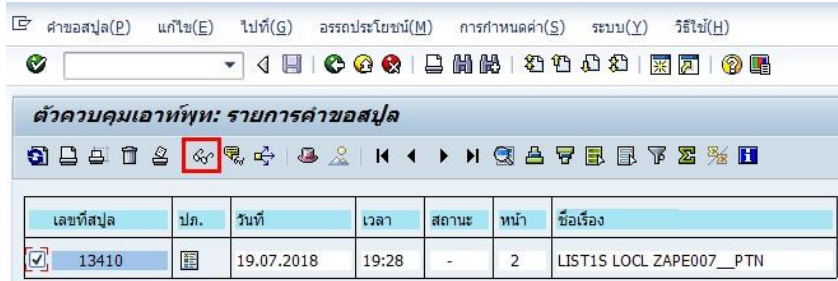 คำขอสปูล(P) แก้ไข(E) ไปที่(G) อรรถประโยชน์(M) การกำหนดค่า(S) ระบบ(Y) วิธีใช้(H)
ตัวควบคุมเอาท์พุท: รายการคำขอสปูล
เลขที่สปูล ปภ. วันที่ เวลา สถานะ หน้า ชื่อเรื่อง
13410 19.07.2018 19:28 - 2 LIST1S LOCL ZAPE007__PTN